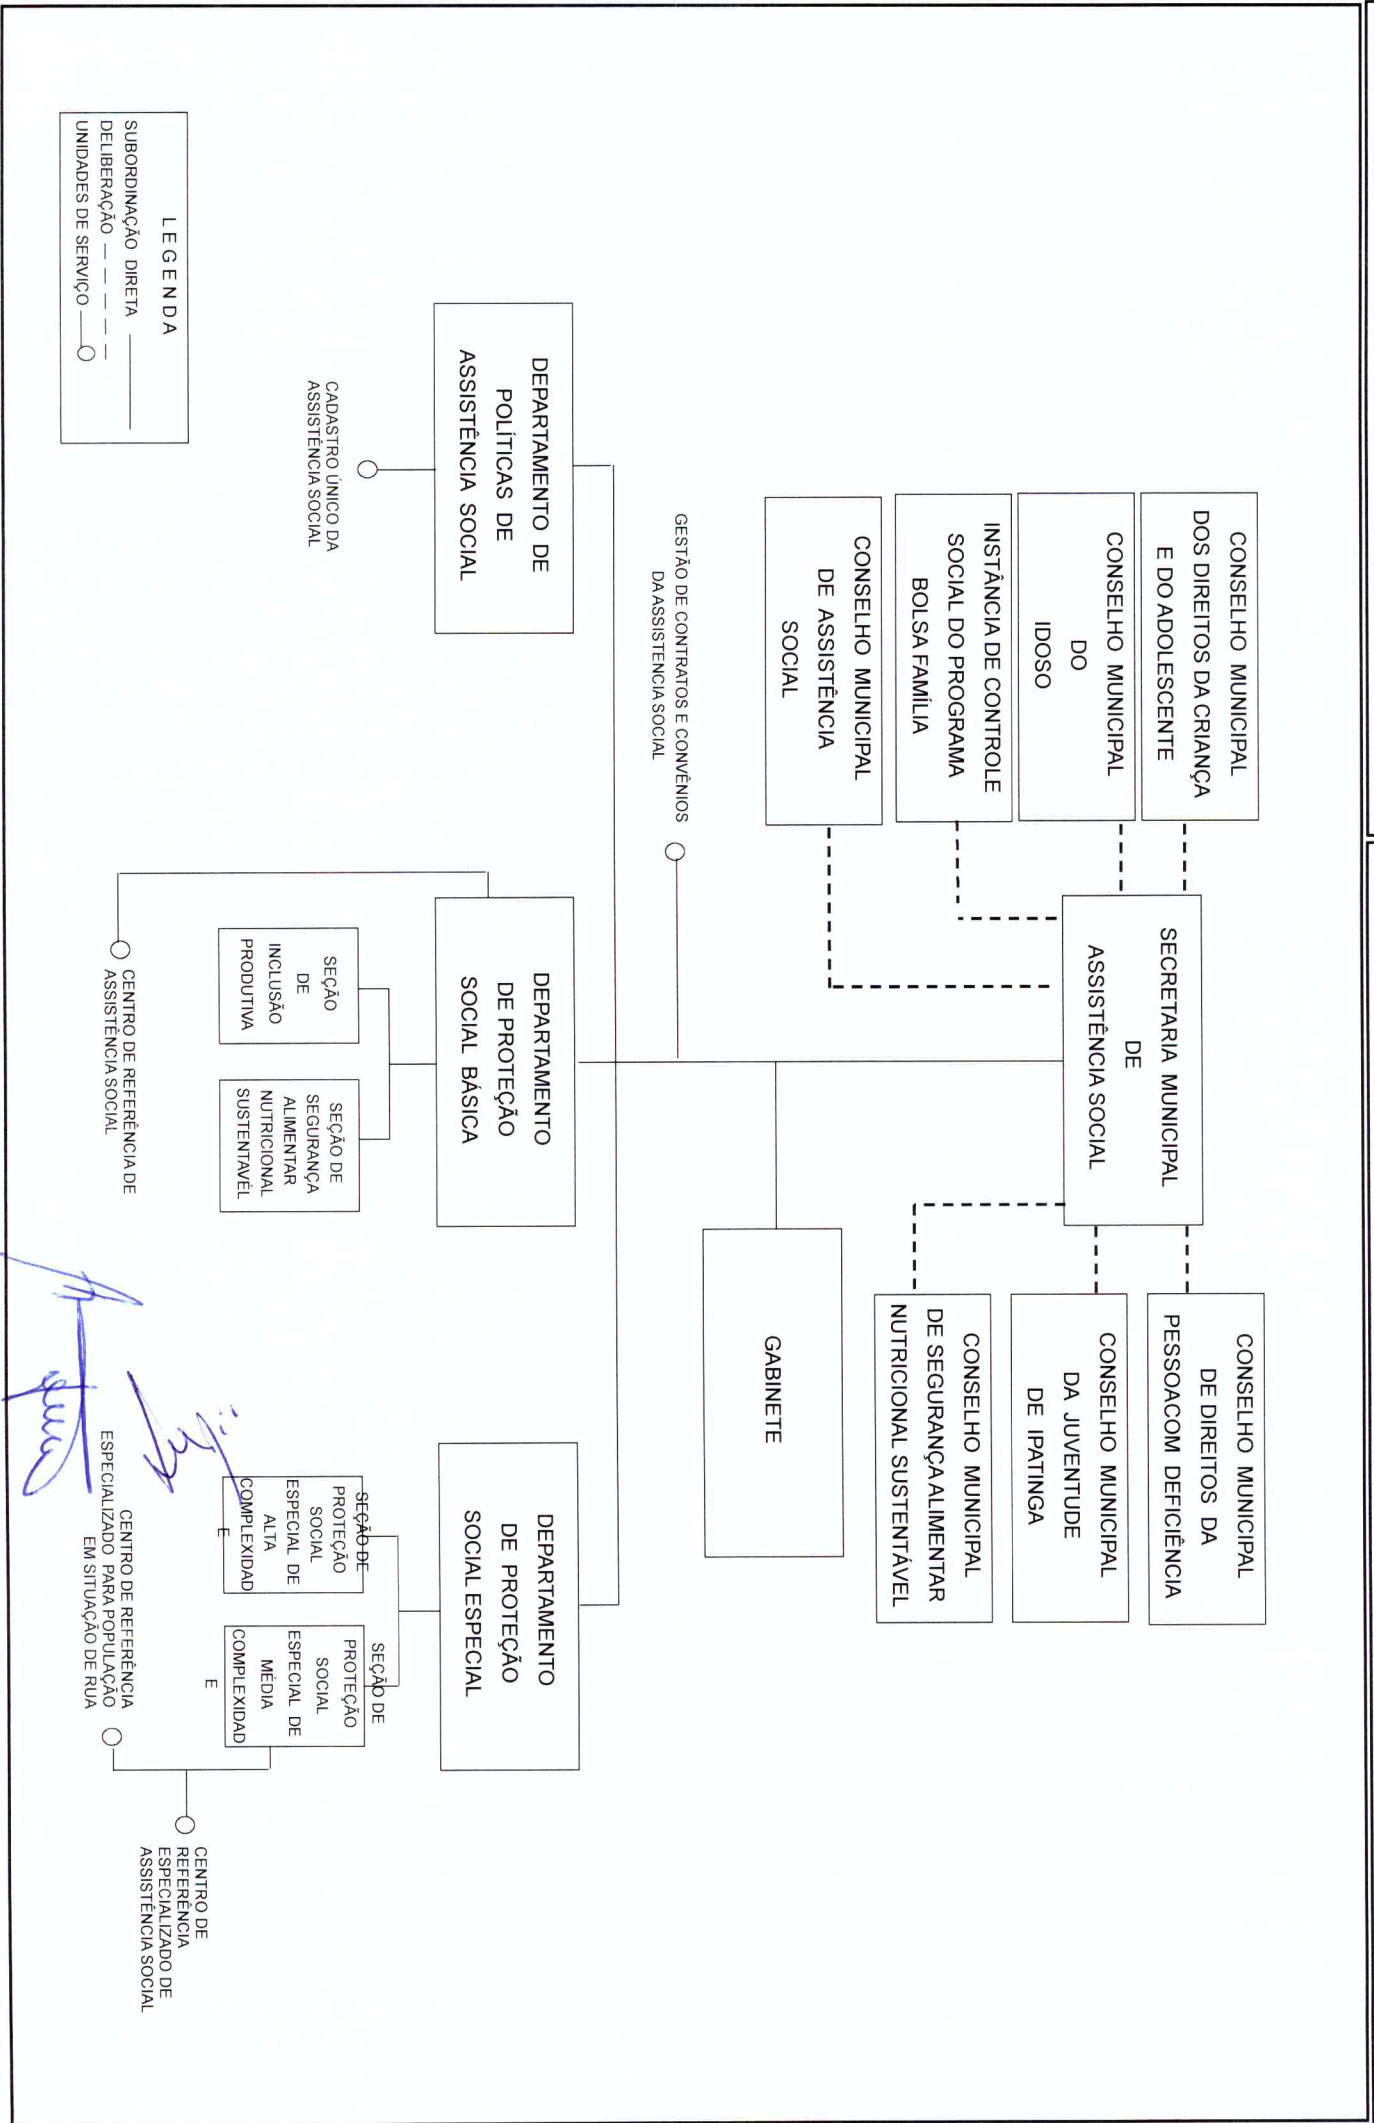 CONSELHO MUNICIPAL
DOS DIREITOS DA CRIANÇA
E DO ADOLESCENTE
CONSELHO MUNICIPAL
DO
IDOSO
INSTÂNCIA DE CONTROLE
SOCIAL DO PROGRAMA
BOLSA FAMÍLIA
CONSELHO MUNICIPAL
DE ASSISTÊNCIA
SOCIAL
SECRETARIA MUNICIPAL
DE
ASSISTÊNCIA SOCIAL
CONSELHO MUNICIPAL
DE DIREITOS DA
PESSOACOM DEFICIÊNCIA
CONSELHO MUNICIPAL
DA JUVENTUDE
DE IPATINGA
CONSELHO MUNICIPAL
DE SEGURANÇA ALIMENTAR
NUTRICIONAL SUSTENTÁVEL
GABINETE
GESTÃO DE CONTRATOS E CONVÊNIOS
DA ASSISTENCIA SOCIAL
DEPARTAMENTO DE
POLÍTICAS DE
ASSISTÊNCIA SOCIAL
CADASTRO ÚNICO DA
ASSISTÊNCIA SOCIAL
DEPARTAMENTO
DE PROTEÇÃO
SOCIAL BÁSICA
SEÇÃO
DE
INCLUSÃO
PRODUTIVA
SEÇÃO DE
SEGURANÇA
ALIMENTAR
NUTRICIONAL
SUSTENTAVÉL
CENTRO DE REFERÊNCIA DE
ASSISTÊNCIA SOCIAL
DEPARTAMENTO
DE PROTEÇÃO
SOCIAL ESPECIAL
SEÇÃO DE
PROTEÇÃO
SOCIAL
ESPECIAL DE
ALTA
COMPLEXIDAD
E
SEÇÃO DE
PROTEÇÃO
SOCIAL
ESPECIAL DE
MÉDIA
COMPLEXIDAD
E
CENTRO DE REFERÊNCIA
ESPECIALIZADO PARA POPULAÇÃO
EM SITUAÇÃO DE RUA
CENTRO DE
REFERÊNCIA
ESPECIALIZADO DE
ASSISTÊNCIA SOCIAL
LEGENDA
SUBORDINAÇÃO DIRETA
DELIBERAÇÃO
UNIDADES DE SERVIÇO